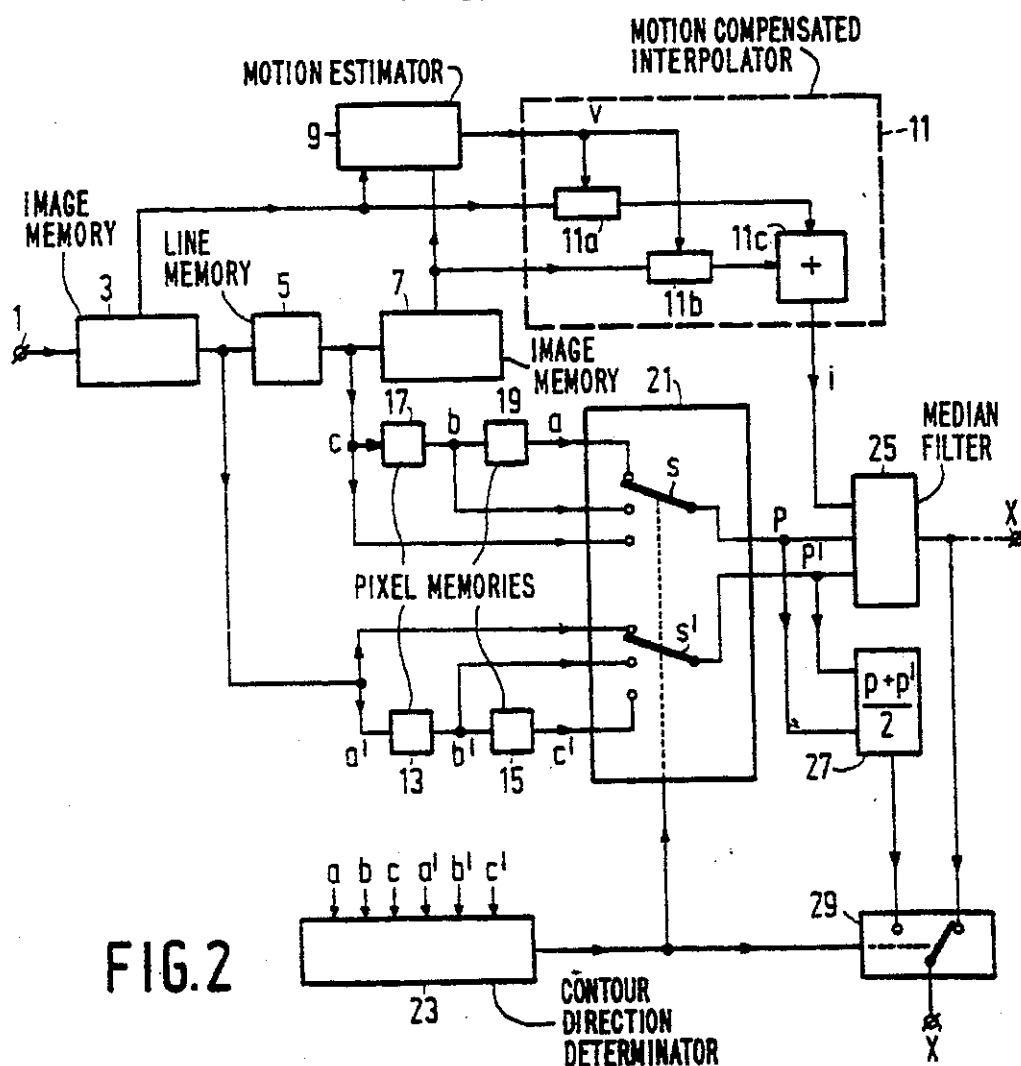 MOTION COMPENSATED
INTERPOLATOR
MOTION ESTIMATOR
9
V
11
IMAGE
MEMORY
3
LINE
MEMORY
5
7
11a
11b
11c
+
1
IMAGE
MEMORY
i
17
19
21
c
b
a
S
MEDIAN
FILTER
25
P
P'
X
PIXEL MEMORIES
S'
a'
13
b'
15
c'
p+p'
2
27
a b c a' b' c'
29
FIG.2
23
CONTOUR
DIRECTION
DETERMINATOR
X